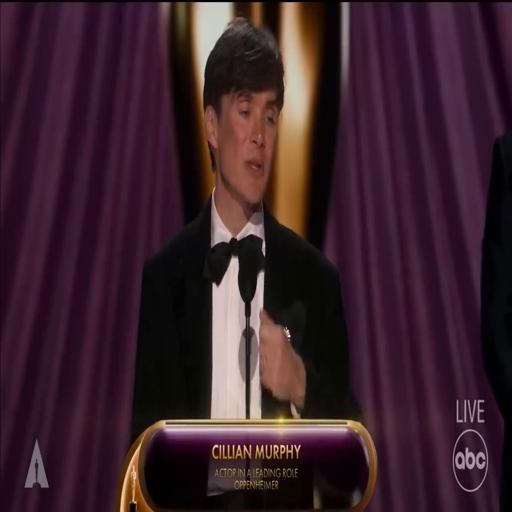 LIVE
abc
CILLIAN MURPHY
ACTOR IN A LEADING ROLE
OPPENHEIMER